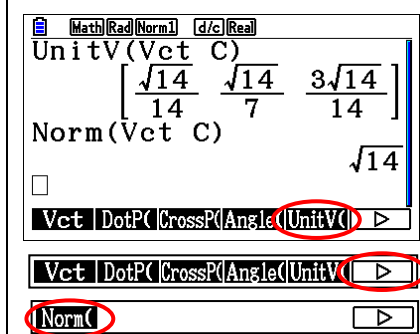 Math Rad Norm1 d/c Real
UnitV(Vct C)
[√14/14 √14/7 3√14/14]
Norm(Vct C)
√14
Vct DotP( CrossP( Angle( UnitV( ▷
Vct DotP( CrossP( Angle( UnitV( ▷
Norm( ▷